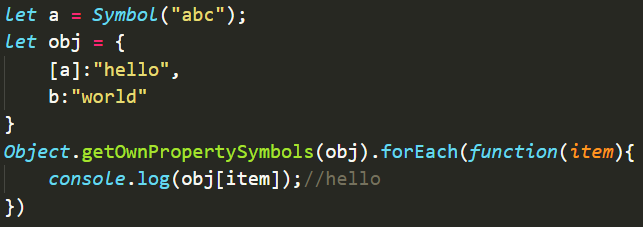 let a = Symbol("abc");
let obj = {
    [a]:"hello",
    b:"world"
}
Object.getOwnPropertySymbols(obj).forEach(function(item){
    console.log(obj[item]);//hello
})